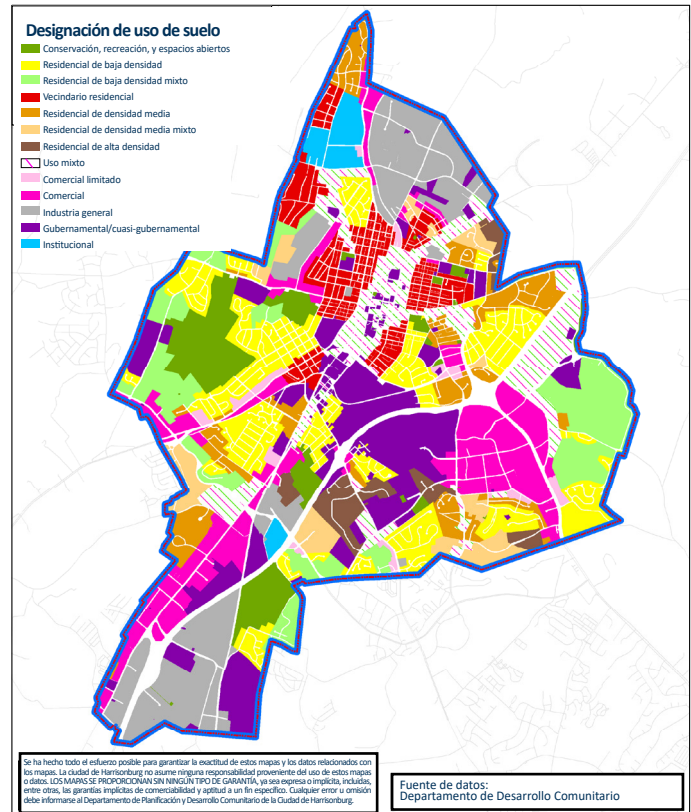 Designación de uso de suelo
Conservación, recreación, y espacios abiertos
Residencial de baja densidad
Residencial de baja densidad mixto
Vecindario residencial
Residencial de densidad media
Residencial de densidad media mixto
Residencial de alta densidad
Uso mixto
Comercial limitado
Comercial
Industria general
Gubernamental/cuasi-gubernamental
Institucional
Se ha hecho todo el esfuerzo posible para garantizar la exactitud de estos mapas y los datos relacionados con
los mapas. La ciudad de Harrisonburg no asume ninguna responsabilidad proveniente del uso de estos mapas
o datos. LOS MAPAS SE PROPORCIONAN SIN NINGÚN TIPO DE GARANTÍA, ya sea expresa o implícita, incluidas,
entre otras, las garantías implícitas de comerciabilidad y aptitud a un fin específico. Cualquier error u omisión
debe informarse al Departamento de Planificación y Desarrollo Comunitario de la Ciudad de Harrisonburg.
Fuente de datos:
Departamento de Desarrollo Comunitario